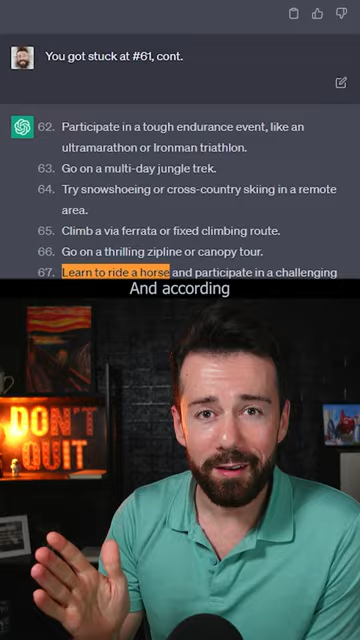 You got stuck at #61, cont.
62. Participate in a tough endurance event, like an
ultramarathon or Ironman triathlon.
63. Go on a multi-day jungle trek.
64. Try snowshoeing or cross-country skiing in a remote
area.
65. Climb a via ferrata or fixed climbing route.
66. Go on a thrilling zipline or canopy tour.
67. Learn to ride a horse and participate in a challenging
And according
DON'T
QUIT